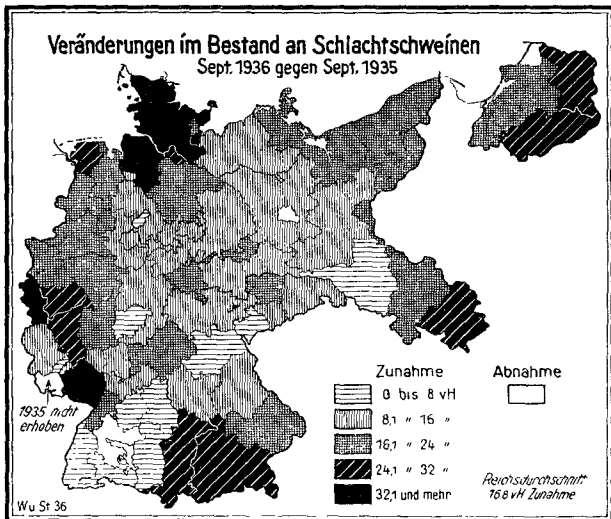 Veränderungen im Bestand an Schlachtschweinen
Sept. 1936 gegen Sept. 1935
1935 nicht
erhoben
Zunahme
0 bis 8 vH
8,1 " 16 "
16,1 " 24 "
24,1 " 32 "
32,1 und mehr
Abnahme
Reichsdurchschnitt
16,8 vH Zunahme
Wu St 36